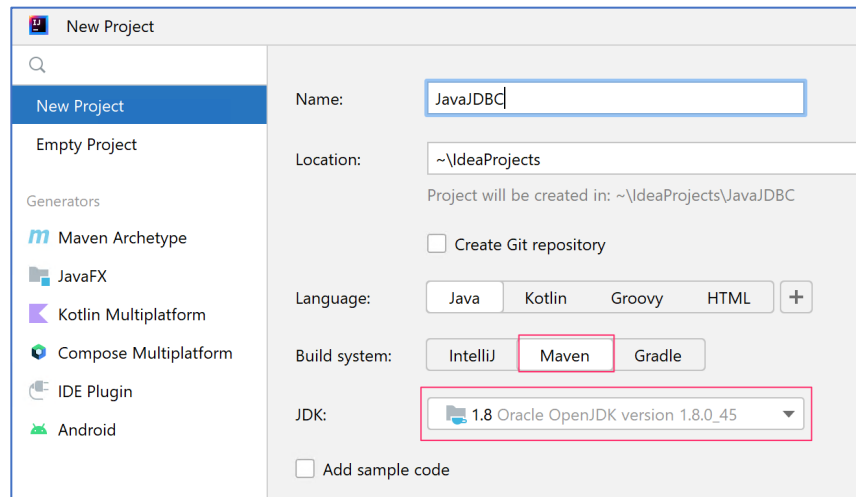 New Project
New Project
Empty Project
Generators
Maven Archetype
JavaFX
Kotlin Multiplatform
Compose Multiplatform
IDE Plugin
Android
Name: JavaJDBC
Location: ~\IdeaProjects
Project will be created in: ~\IdeaProjects\JavaJDBC
Create Git repository
Language: Java Kotlin Groovy HTML +
Build system: IntelliJ Maven Gradle
JDK: 1.8 Oracle OpenJDK version 1.8.0_45
Add sample code